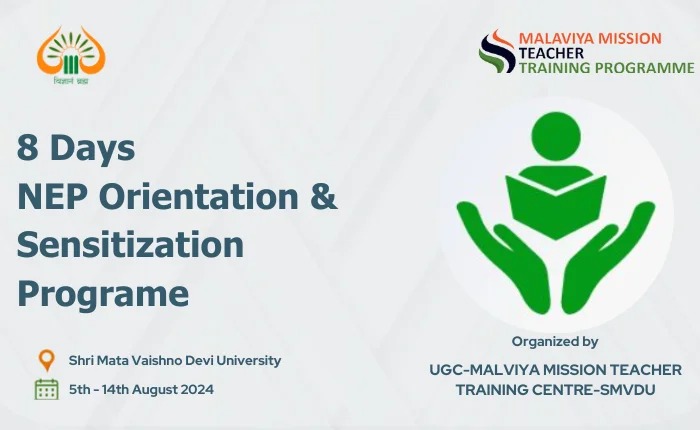 विज्ञानं ब्रह्म
MALAVIYA MISSION
TEACHER
TRAINING PROGRAMME
8 Days
NEP Orientation &
Sensitization
Programe
Shri Mata Vaishno Devi University
5th - 14th August 2024
Organized by
UGC-MALVIYA MISSION TEACHER
TRAINING CENTRE-SMVDU